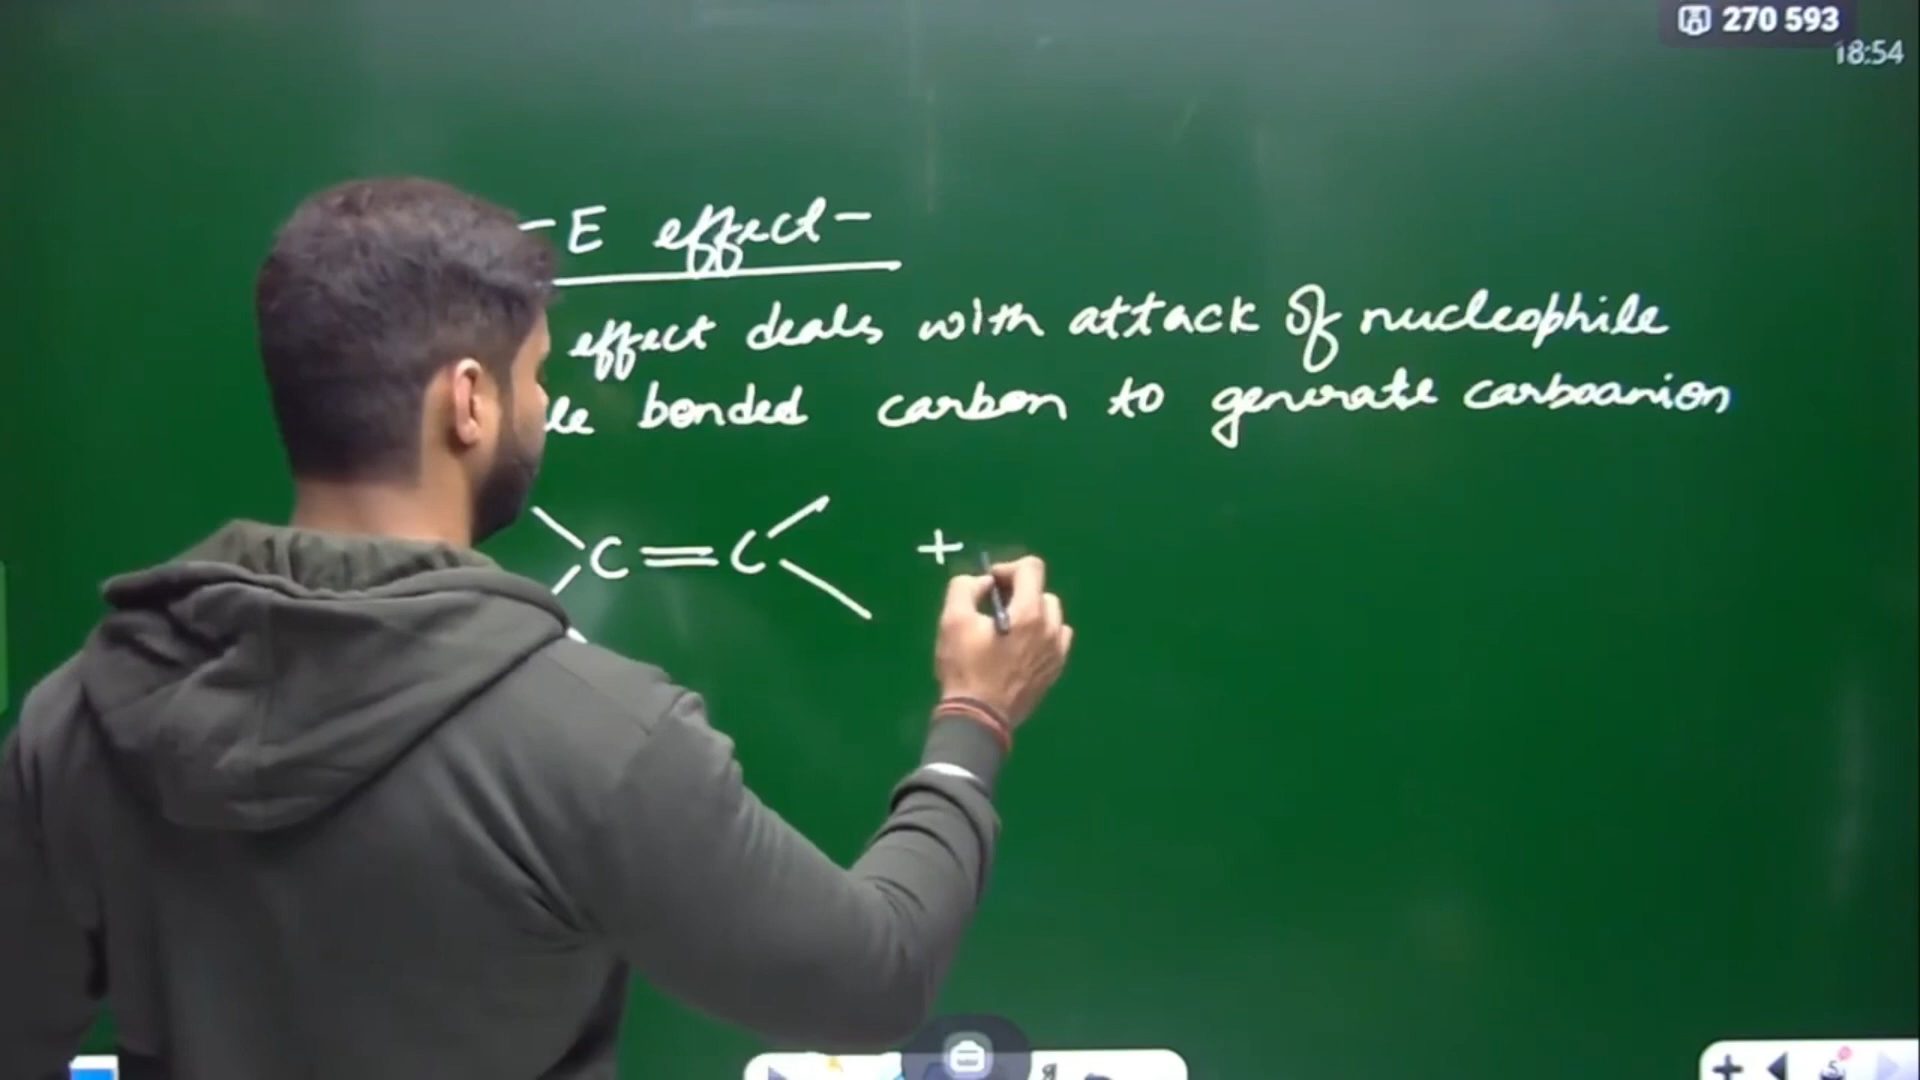 270 593
18:54
-E effect-
effect deals with attack of nucleophile
bonded carbon to generate carboanion
C=C +